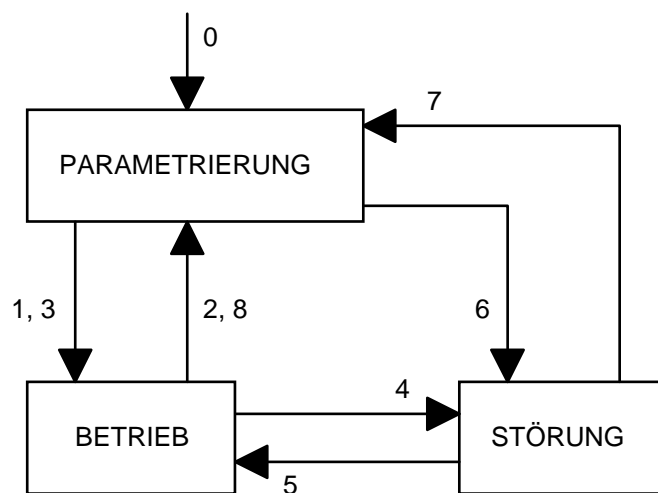 0
7
PARAMETRIERUNG
1, 3
2, 8
6
4
BETRIEB
STÖRUNG
5